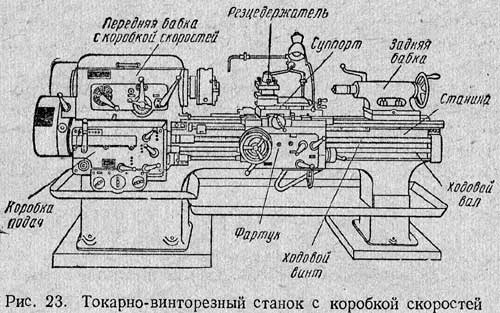 Передняя бабка
с коробкой скоростей
Резцедержатель
Суппорт
Задняя
бабка
Станина
Ходовой
вал
Ходовой
винт
Фартук
Коробка
подач
Рис. 23. Токарно-винторезный станок с коробкой скоростей